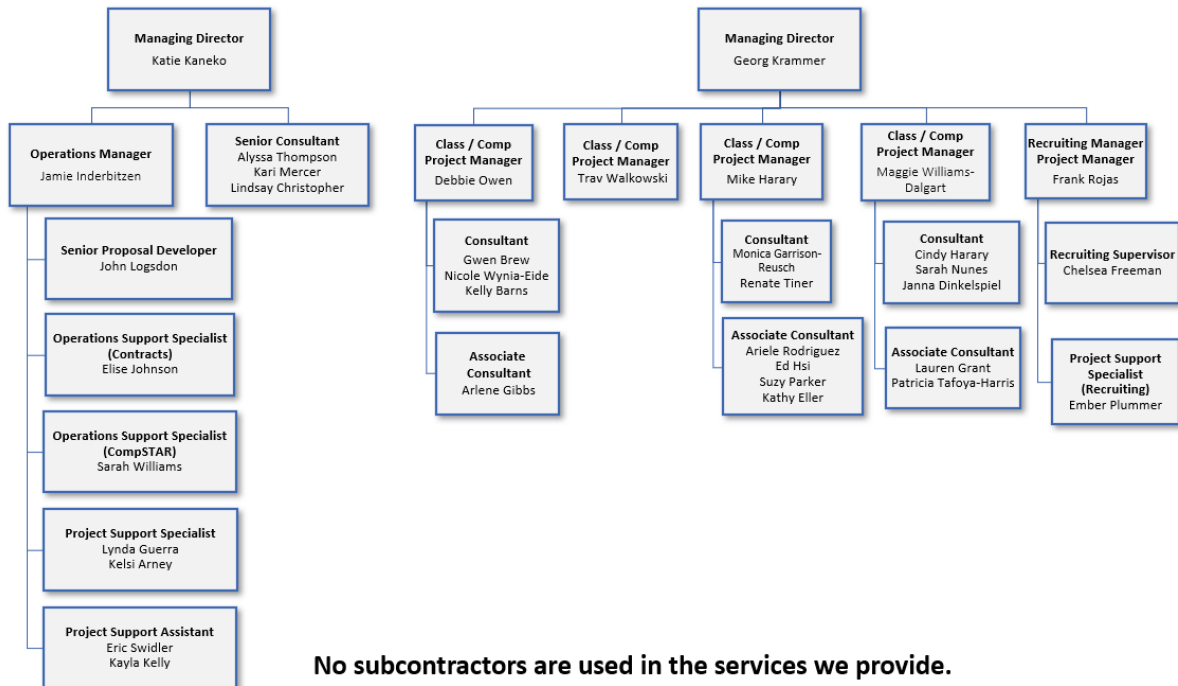 Managing Director
Katie Kaneko
Operations Manager
Jamie Inderbitzen
Senior Consultant
Alyssa Thompson
Kari Mercer
Lindsay Christopher
Senior Proposal Developer
John Logsdon
Operations Support Specialist
(Contracts)
Elise Johnson
Operations Support Specialist
(CompSTAR)
Sarah Williams
Project Support Specialist
Lynda Guerra
Kelsi Arney
Project Support Assistant
Eric Swidler
Kayla Kelly
Managing Director
Georg Krammer
Class / Comp
Project Manager
Debbie Owen
Consultant
Gwen Brew
Nicole Wynia-Eide
Kelly Barns
Associate
Consultant
Arlene Gibbs
Class / Comp
Project Manager
Trav Walkowski
Class / Comp
Project Manager
Mike Harary
Consultant
Monica Garrison-
Reusch
Renate Tiner
Associate Consultant
Ariele Rodriguez
Ed Hsi
Suzy Parker
Kathy Eller
Class / Comp
Project Manager
Maggie Williams-
Dalgart
Consultant
Cindy Harary
Sarah Nunes
Janna Dinkelspiel
Associate Consultant
Lauren Grant
Patricia Tafoya-Harris
Recruiting Manager
Project Manager
Frank Rojas
Recruiting Supervisor
Chelsea Freeman
Project Support
Specialist
(Recruiting)
Ember Plummer
No subcontractors are used in the services we provide.